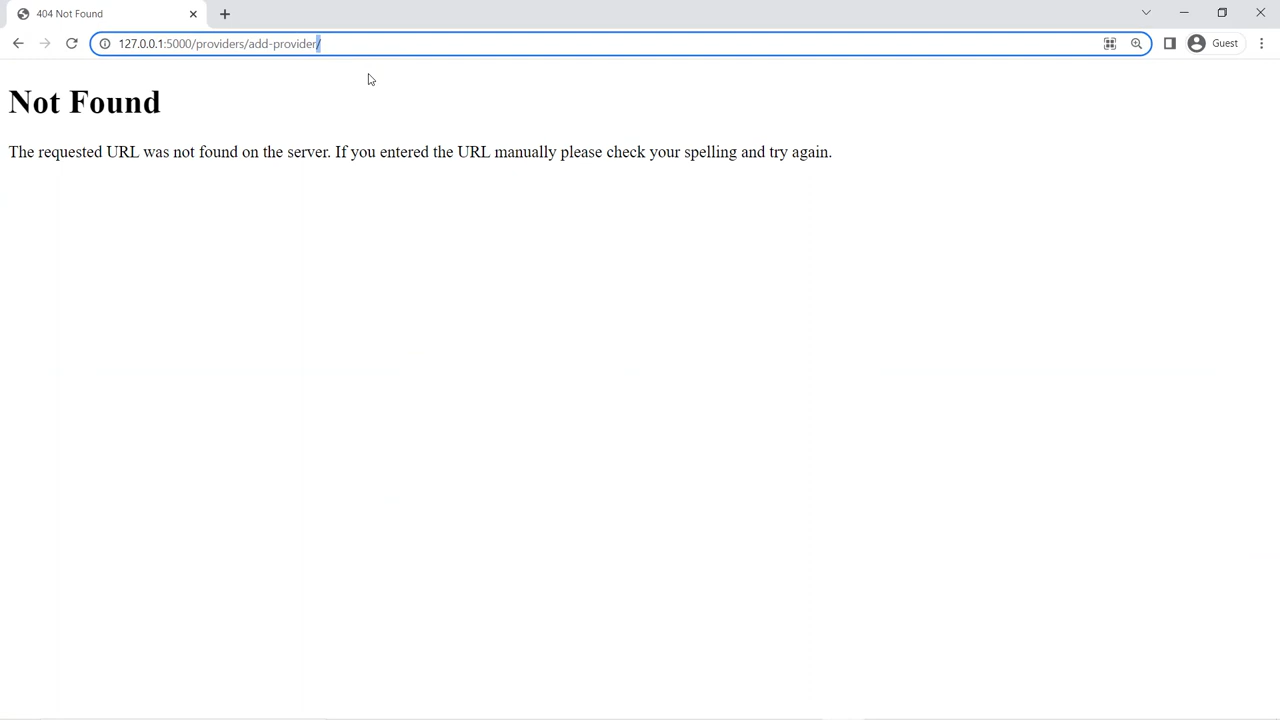 404 Not Found
127.0.0.1:5000/providers/add-provider/
Guest
Not Found
The requested URL was not found on the server. If you entered the URL manually please check your spelling and try again.